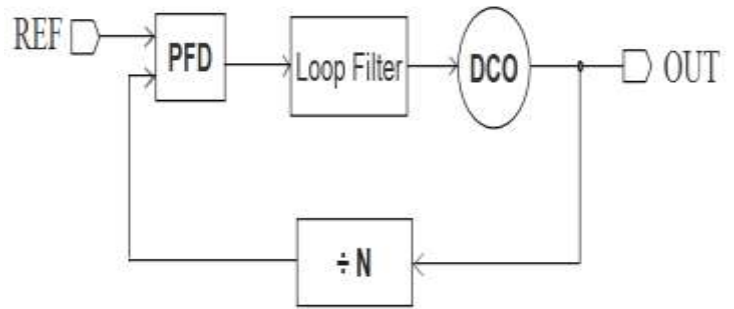 REF
PFD
Loop Filter
DCO
OUT
÷ N